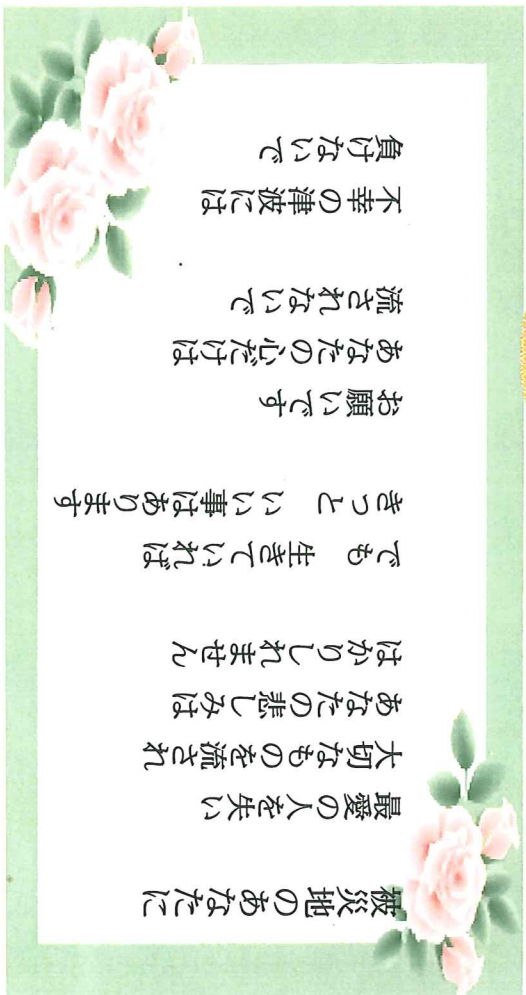 被災地のあなたに
最愛の人を失い
大切なものを流され
あなたの悲しみは
はかりしれません
でも　生きていれば
きっと　いい事はあります
お願いです
あなたの心だけは
流されないで
不幸の津波には
負けないで